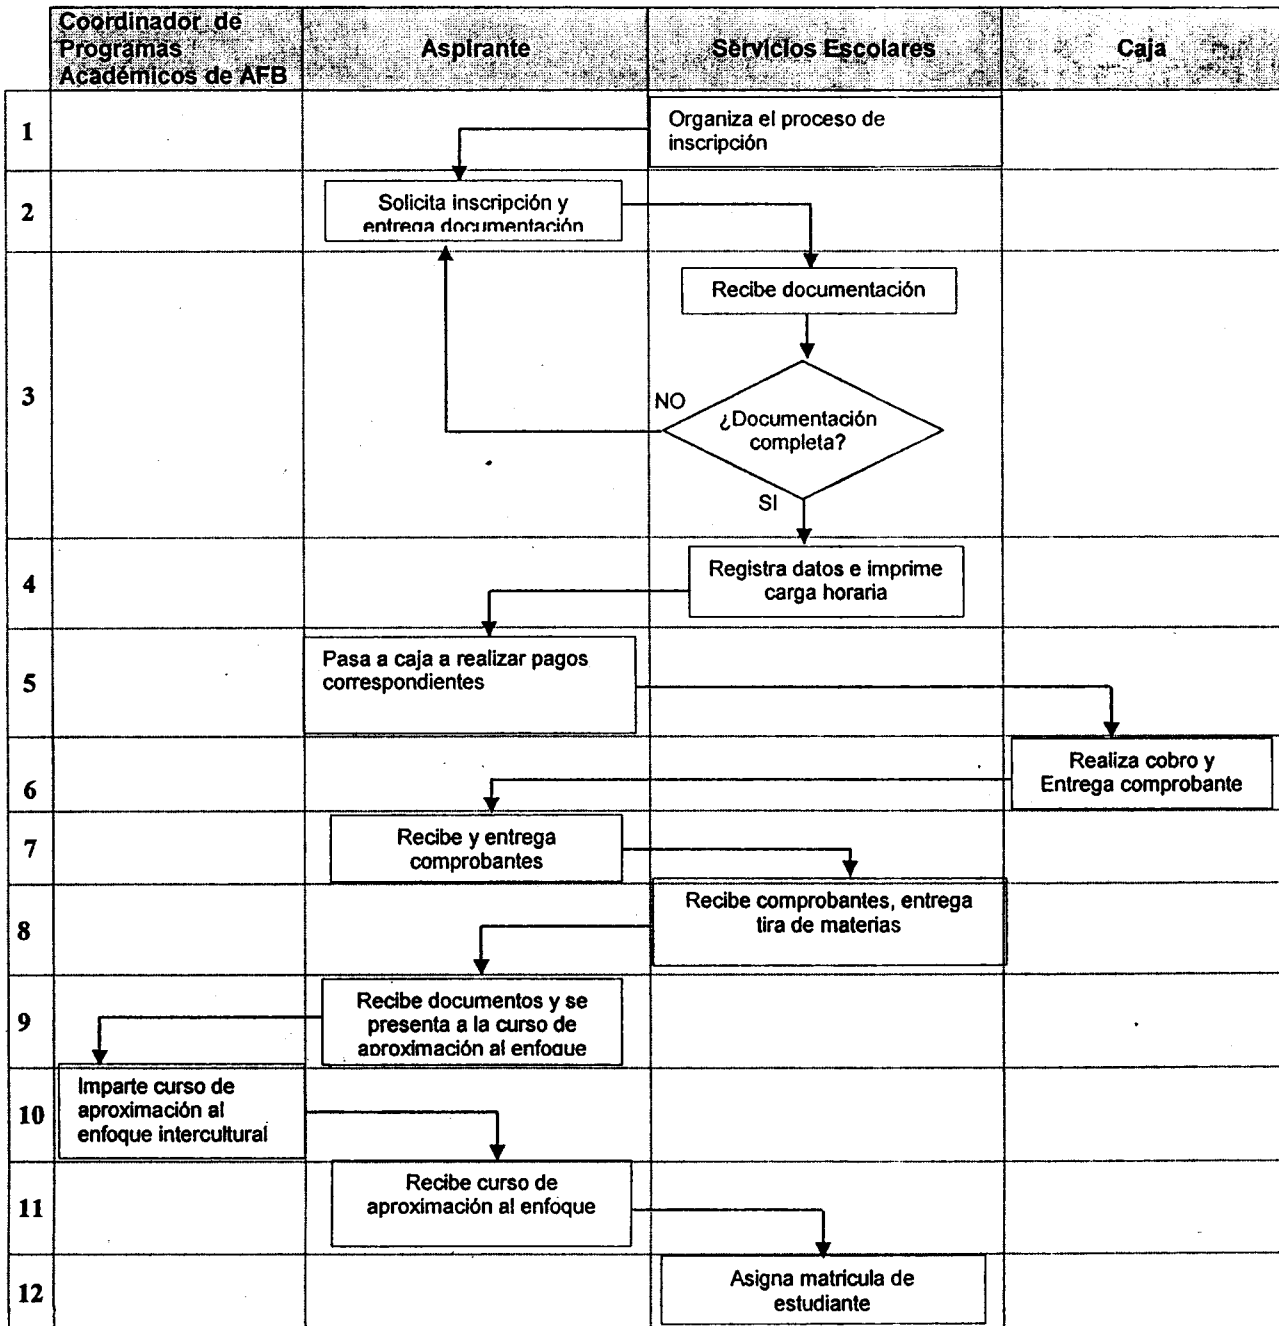 Coordinador de
Programas
Académicos de AFB
Aspirante
Servicios Escolares
Caja
1
Organiza el proceso de
inscripción
2
Solicita inscripción y
entrega documentación
3
Recibe documentación
¿Documentación
completa?
NO
SI
4
Registra datos e imprime
carga horaria
5
Pasa a caja a realizar pagos
correspondientes
6
Realiza cobro y
Entrega comprobante
7
Recibe y entrega
comprobantes
8
Recibe comprobantes, entrega
tira de materias
9
Recibe documentos y se
presenta a la curso de
aproximación al enfoque
10
Imparte curso de
aproximación al
enfoque intercultural
11
Recibe curso de
aproximación al enfoque
12
Asigna matricula de
estudiante